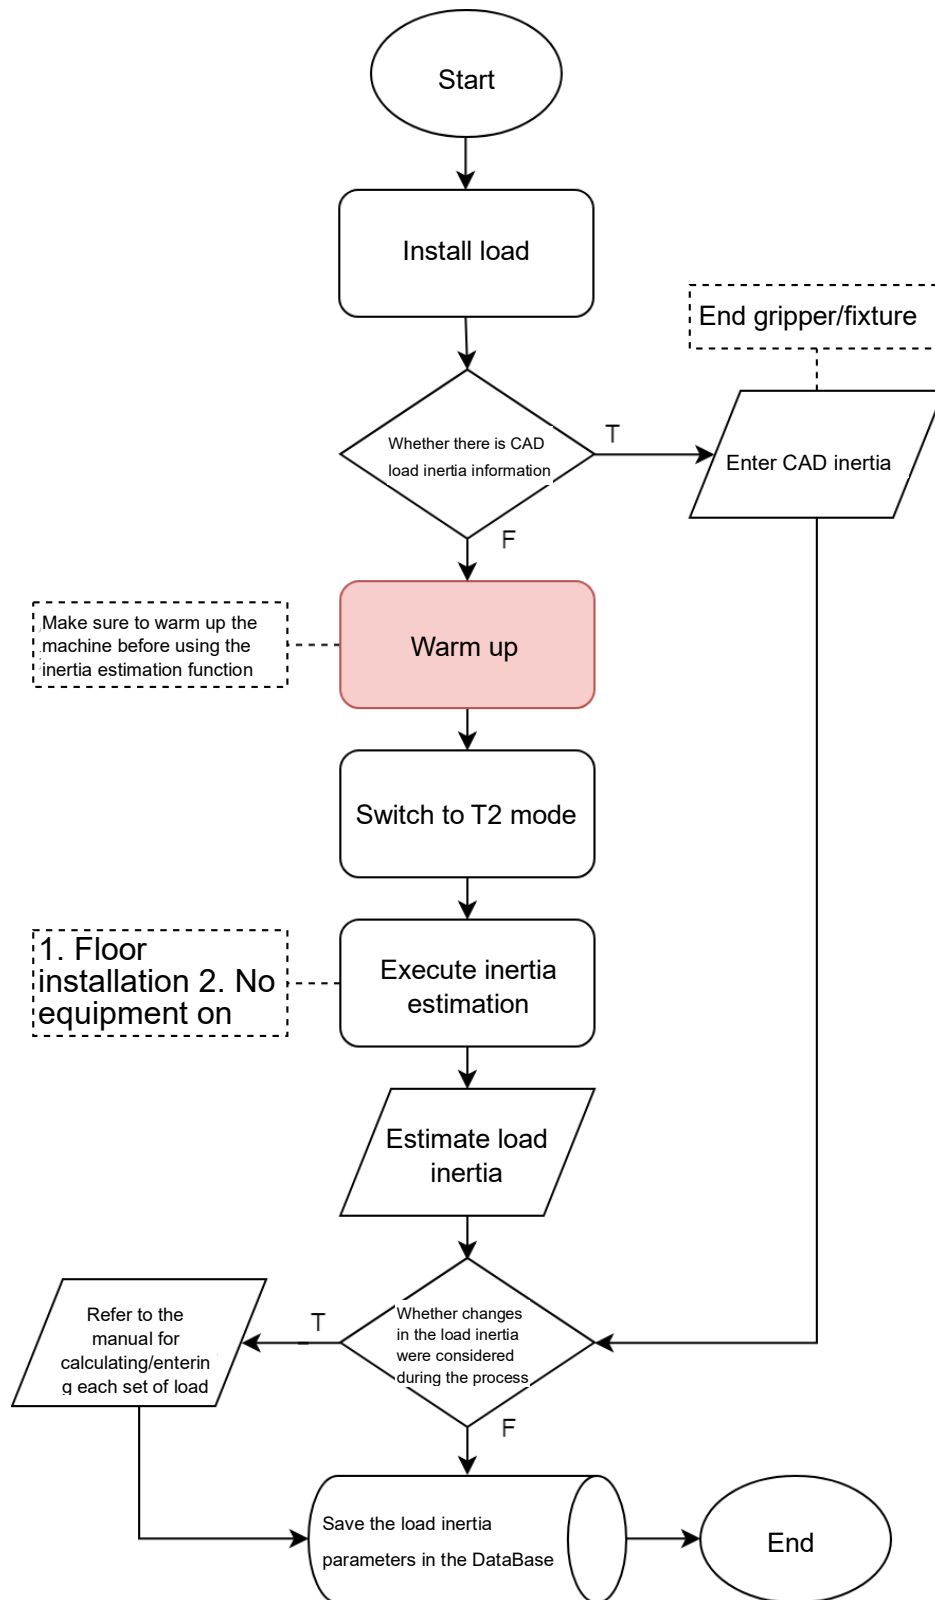 Start
Install load
End gripper/fixture
Whether there is CAD
load inertia information
T
Enter CAD inertia
F
Make sure to warm up the
machine before using the
inertia estimation function
Warm up
Switch to T2 mode
1. Floor
installation 2. No
equipment on
Execute inertia
estimation
Estimate load
inertia
Refer to the
manual for
calculating/enterin
g each set of load
T
Whether changes
in the load inertia
were considered
during the process
F
Save the load inertia
parameters in the DataBase
End